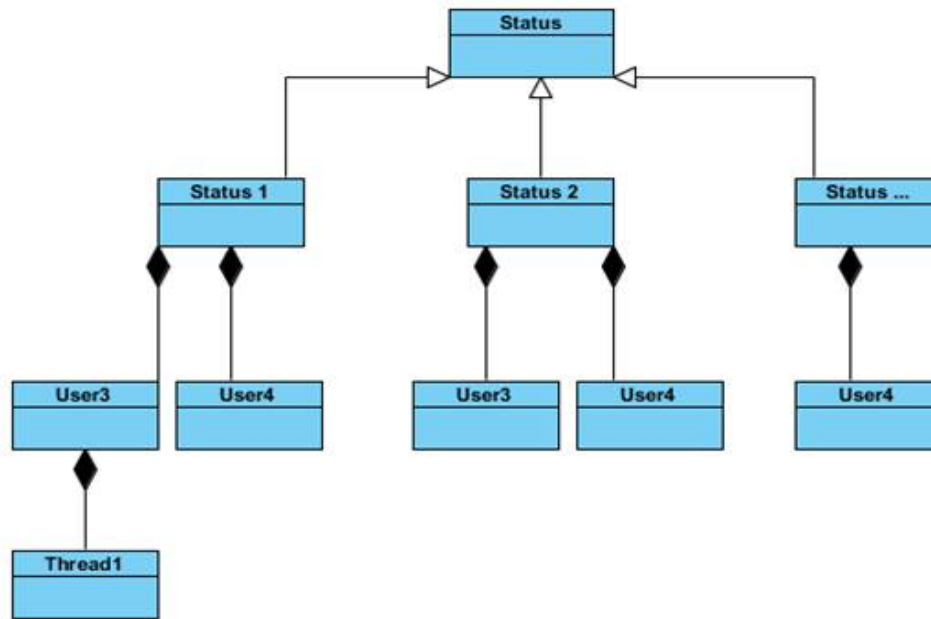 Status
Status 1
Status 2
Status ...
User3
User4
User3
User4
User4
Thread1